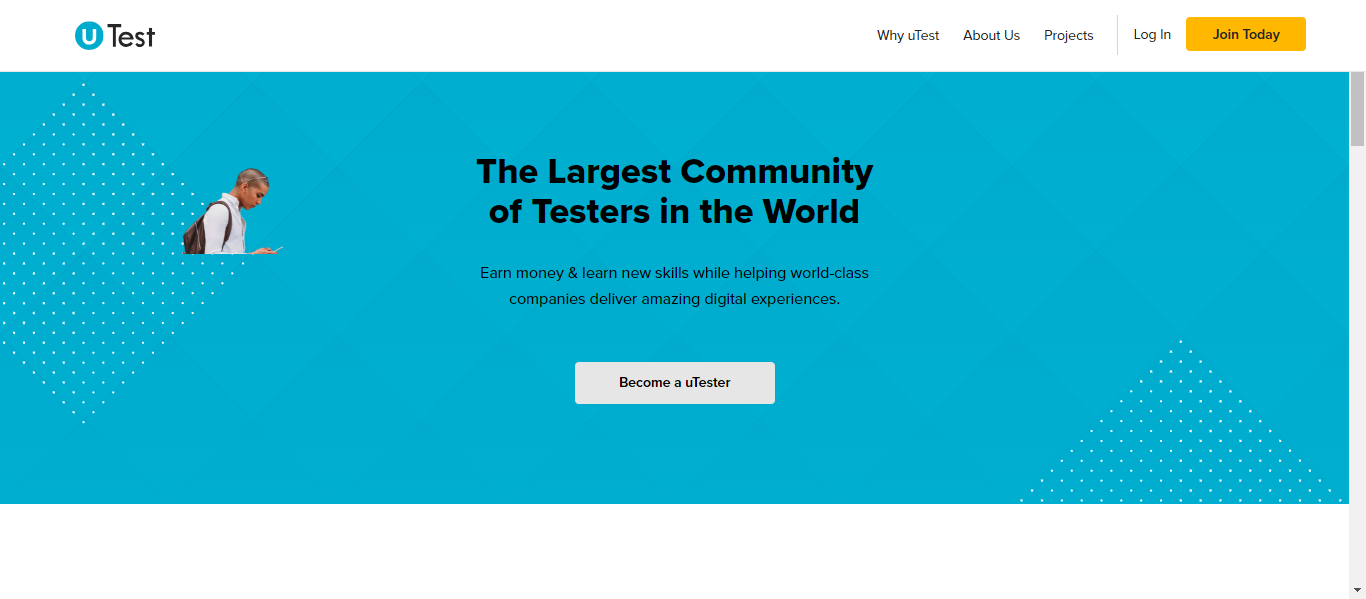 uTest
Why uTest
About Us
Projects
Log In
Join Today
The Largest Community
of Testers in the World
Earn money & learn new skills while helping world-class
companies deliver amazing digital experiences.
Become a uTester